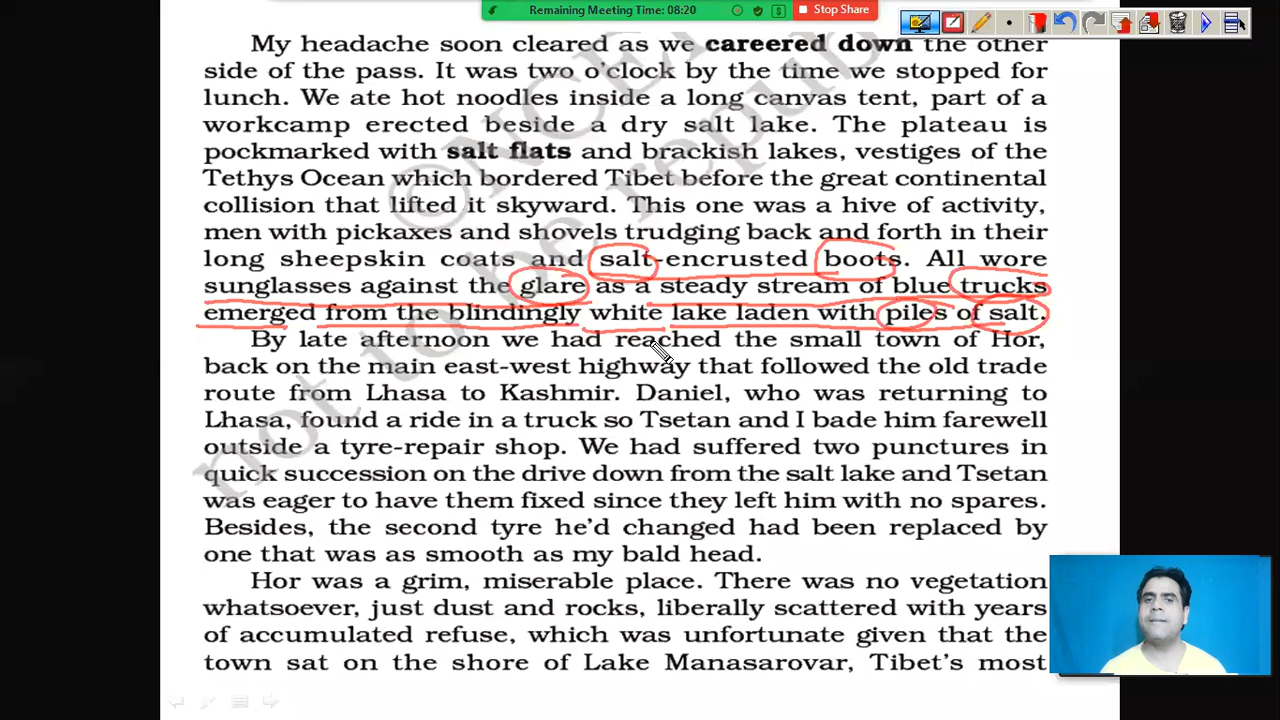 Remaining Meeting Time: 08:20
Stop Share
My headache soon cleared as we careered down the other
side of the pass. It was two o'clock by the time we stopped for
lunch. We ate hot noodles inside a long canvas tent, part of a
workcamp erected beside a dry salt lake. The plateau is
pockmarked with salt flats and brackish lakes, vestiges of the
Tethys Ocean which bordered Tibet before the great continental
collision that lifted it skyward. This one was a hive of activity,
men with pickaxes and shovels trudging back and forth in their
long sheepskin coats and salt-encrusted boots. All wore
sunglasses against the glare as a steady stream of blue trucks
emerged from the blindingly white lake laden with piles of salt.
By late afternoon we had reached the small town of Hor,
back on the main east-west highway that followed the old trade
route from Lhasa to Kashmir. Daniel, who was returning to
Lhasa, found a ride in a truck so Tsetan and I bade him farewell
outside a tyre-repair shop. We had suffered two punctures in
quick succession on the drive down from the salt lake and Tsetan
was eager to have them fixed since they left him with no spares.
Besides, the second tyre he'd changed had been replaced by
one that was as smooth as my bald head.
Hor was a grim, miserable place. There was no vegetation
whatsoever, just dust and rocks, liberally scattered with years
of accumulated refuse, which was unfortunate given that the
town sat on the shore of Lake Manasarovar, Tibet's most
©NCE
not to be repub